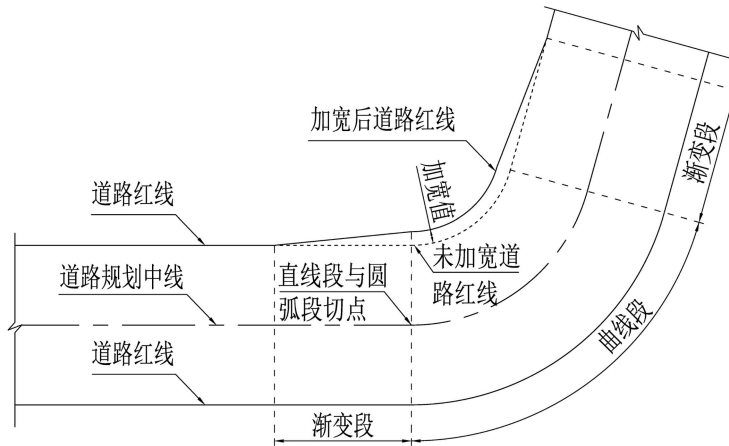 加宽后道路红线
渐变段
加宽值
道路红线
未加宽道
路红线
道路规划中线
直线段与圆
弧段切点
道路红线
曲线段
渐变段